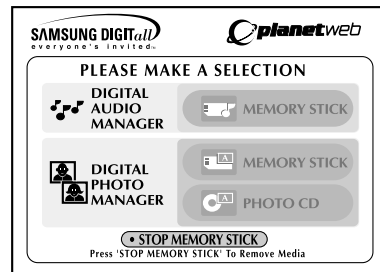 SAMSUNG DIGITall
everyone's invited™
planetweb
PLEASE MAKE A SELECTION
DIGITAL
AUDIO
MANAGER
MEMORY STICK
DIGITAL
PHOTO
MANAGER
A MEMORY STICK
A PHOTO CD
• STOP MEMORY STICK
Press 'STOP MEMORY STICK' To Remove Media